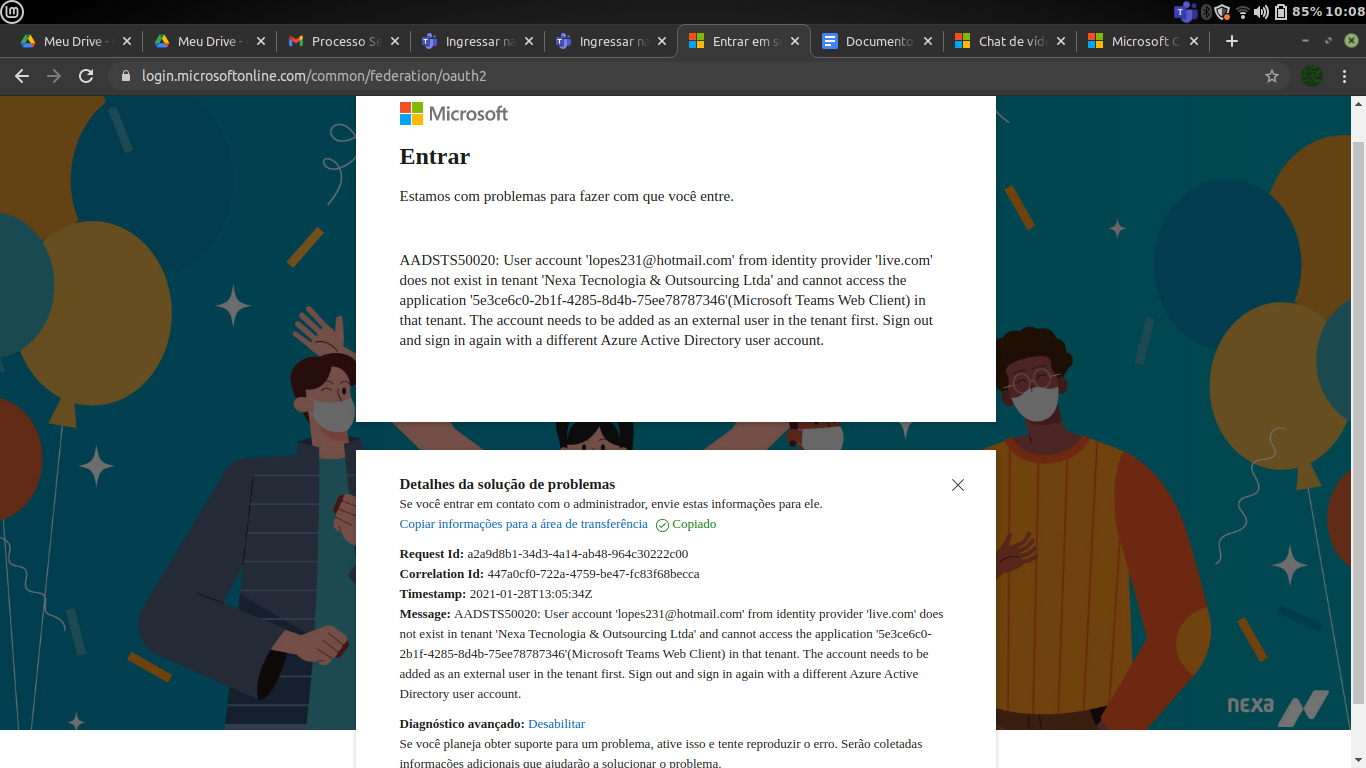 85% 10:08
Meu Drive -
Meu Drive -
Processo Se
Ingressar na
Ingressar na
Entrar em s
Documento
Chat de víd
Microsoft C
login.microsoftonline.com/common/federation/oauth2
Microsoft
Entrar
Estamos com problemas para fazer com que você entre.
AADSTS50020: User account 'lopes231@hotmail.com' from identity provider 'live.com'
does not exist in tenant 'Nexa Tecnologia & Outsourcing Ltda' and cannot access the
application '5e3ce6c0-2b1f-4285-8d4b-75ee78787346'(Microsoft Teams Web Client) in
that tenant. The account needs to be added as an external user in the tenant first. Sign out
and sign in again with a different Azure Active Directory user account.
Detalhes da solução de problemas
Se você entrar em contato com o administrador, envie estas informações para ele.
Copiar informações para a área de transferência Copiado
Request Id: a2a9d8b1-34d3-4a14-ab48-964c30222c00
Correlation Id: 447a0cf0-722a-4759-be47-fc83f68becca
Timestamp: 2021-01-28T13:05:34Z
Message: AADSTS50020: User account 'lopes231@hotmail.com' from identity provider 'live.com' does
not exist in tenant 'Nexa Tecnologia & Outsourcing Ltda' and cannot access the application '5e3ce6c0-
2b1f-4285-8d4b-75ee78787346'(Microsoft Teams Web Client) in that tenant. The account needs to be
added as an external user in the tenant first. Sign out and sign in again with a different Azure Active
Directory user account.
nexa
Diagnóstico avançado: Desabilitar
Se você planeja obter suporte para um problema, ative isso e tente reproduzir o erro. Serão coletadas
informações adicionais que ajudarão a solucionar o problema.